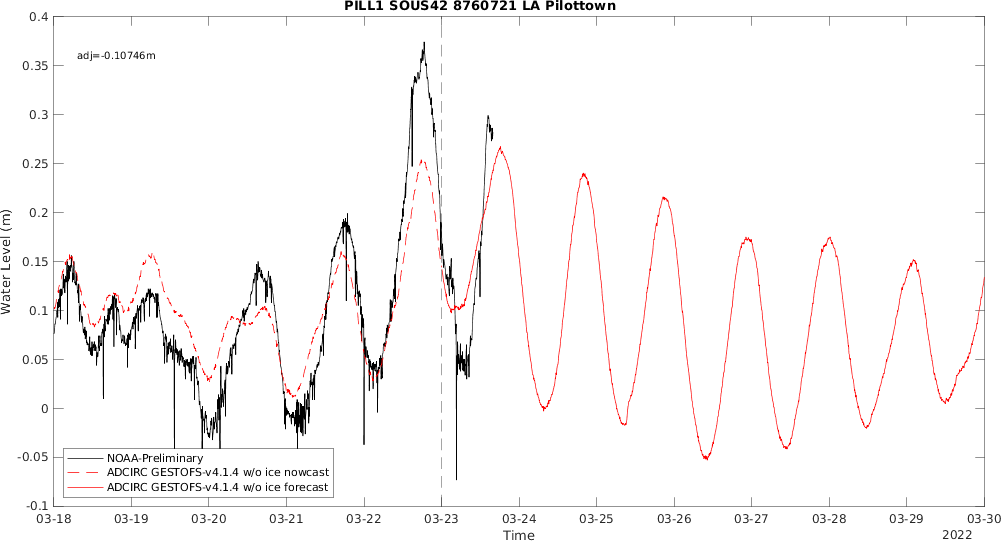 PILL1 SOUS42 8760721 LA Pilottown
adj=-0.10746m
0.4
0.35
0.3
0.25
0.2
0.15
0.1
0.05
0
-0.05
-0.1
Water Level (m)
NOAA-Preliminary
ADCIRC GESTOFS-v4.1.4 w/o ice nowcast
ADCIRC GESTOFS-v4.1.4 w/o ice forecast
03-18 03-19 03-20 03-21 03-22 03-23 03-24 03-25 03-26 03-27 03-28 03-29 03-30
Time
2022